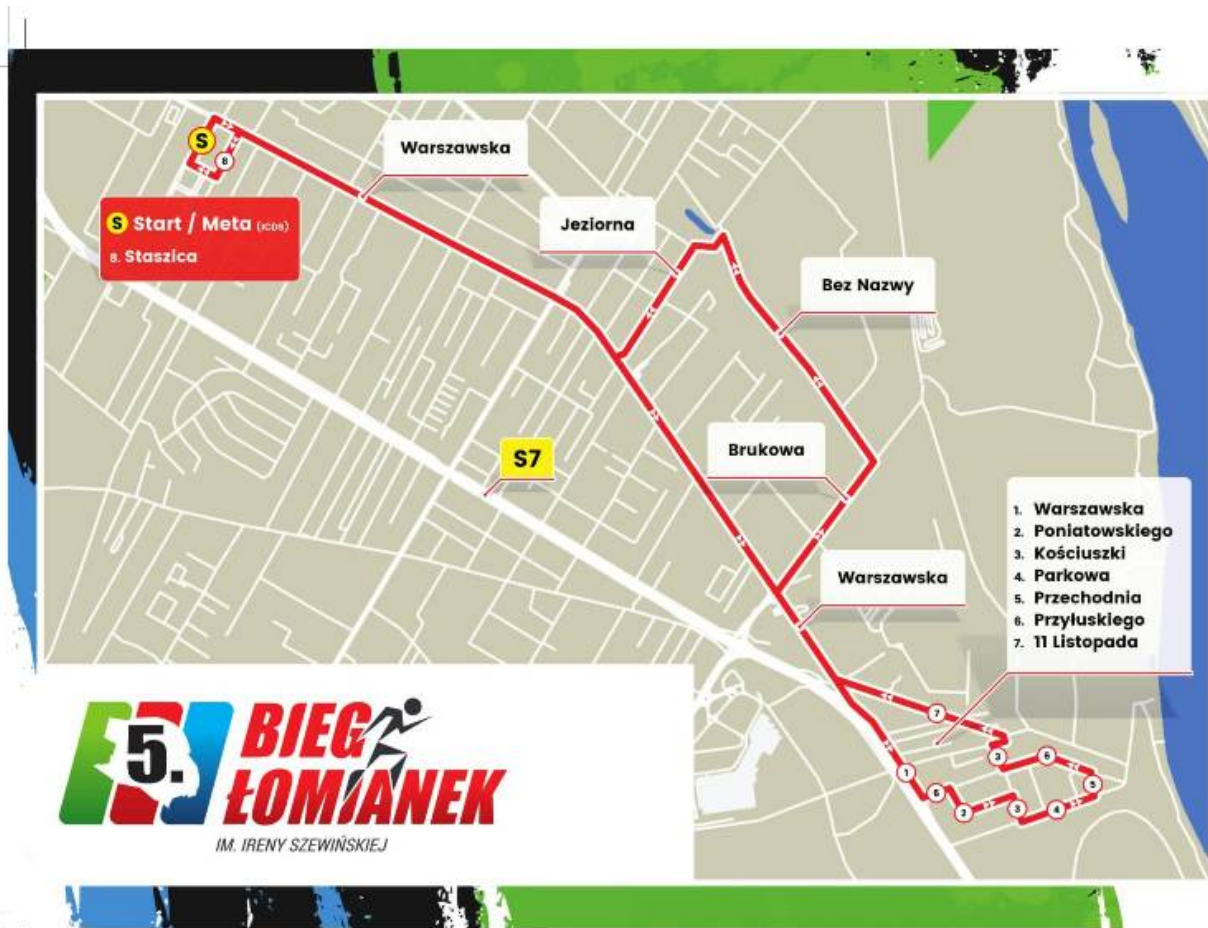 S
8
S Start / Meta (ICDS)
8. Staszica
Warszawska
Jeziorna
Bez Nazwy
S7
Brukowa
Warszawska
1. Warszawska
2. Poniatowskiego
3. Kościuszki
4. Parkowa
5. Przechodnia
6. Przyłuskiego
7. 11 Listopada
7
3
6
1
6
2
3
4
5
5.
BIEG
ŁOMIANEK
IM. IRENY SZEWIŃSKIEJ